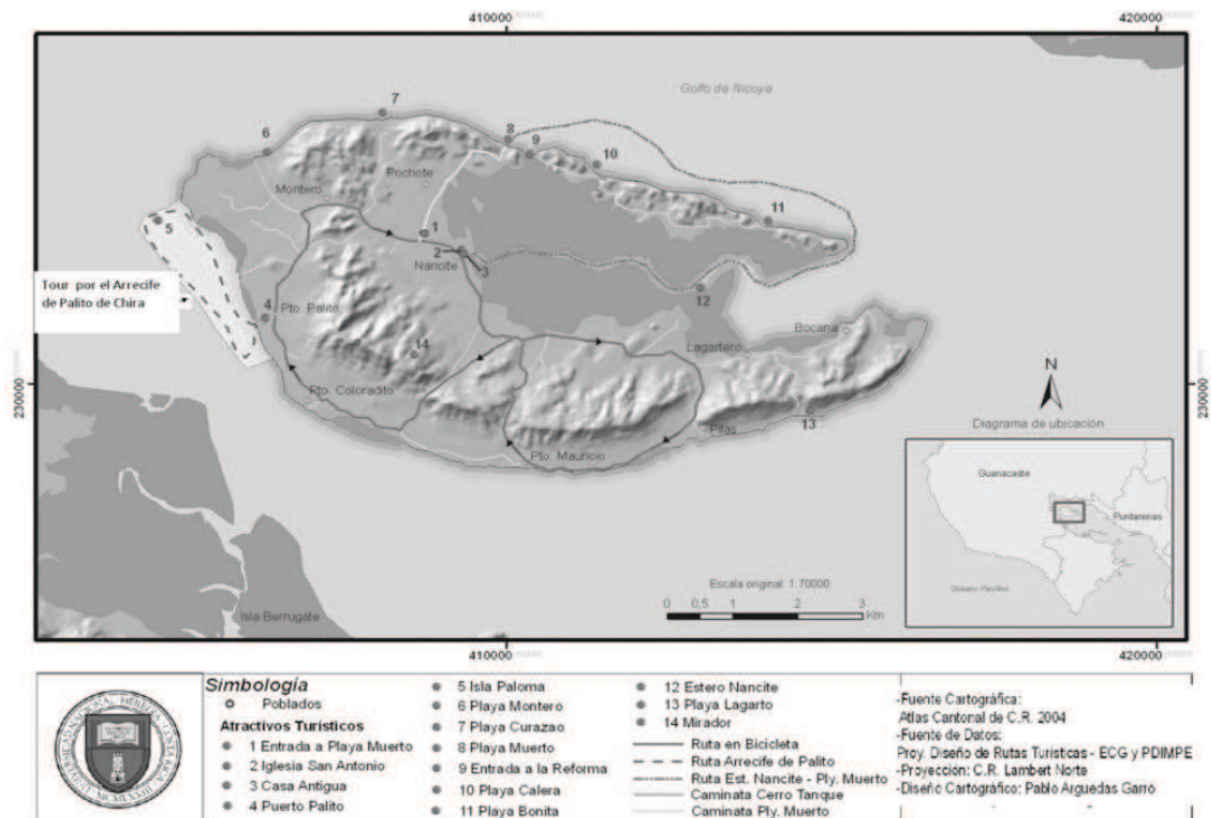 410000
420000
Golfo de Nicoya
7
8
6
9
10
Pochote
Montero
11
5
1
2
Nancite
3
Tour por el Arrecife
de Palito de Chira
12
4
Pto. Palito
Bocana
14
Lagartero
230000
230000
N
Pto. Coloradito
13
Pilas
Diagrama de ubicación
Pto. Mauricio
Guanacaste
Puntarenas
Escala original: 1:70000
Océano Pacífico
0 0,5 1 2 3
Km
Isla Berrugate
410000
420000
Simbología
Poblados
Atractivos Turísticos
1 Entrada a Playa Muerto
2 Iglesia San Antonio
3 Casa Antigua
4 Puerto Palito
5 Isla Paloma
6 Playa Montero
7 Playa Curazao
8 Playa Muerto
9 Entrada a la Reforma
10 Playa Calera
11 Playa Bonita
12 Estero Nancite
13 Playa Lagarto
14 Mirador
Ruta en Bicicleta
Ruta Arrecife de Palito
Ruta Est. Nancite - Ply. Muerto
Caminata Cerro Tanque
Caminata Ply. Muerto
-Fuente Cartográfica:
Atlas Cantonal de C.R. 2004
-Fuente de Datos:
Proy. Diseño de Rutas Turísticas - ECG y PDIMPE
-Proyección: C.R. Lambert Norte
-Diseño Cartográfico: Pablo Arguedas Garro
UNIVERSIDAD NACIONAL HEREDIA COSTA RICA